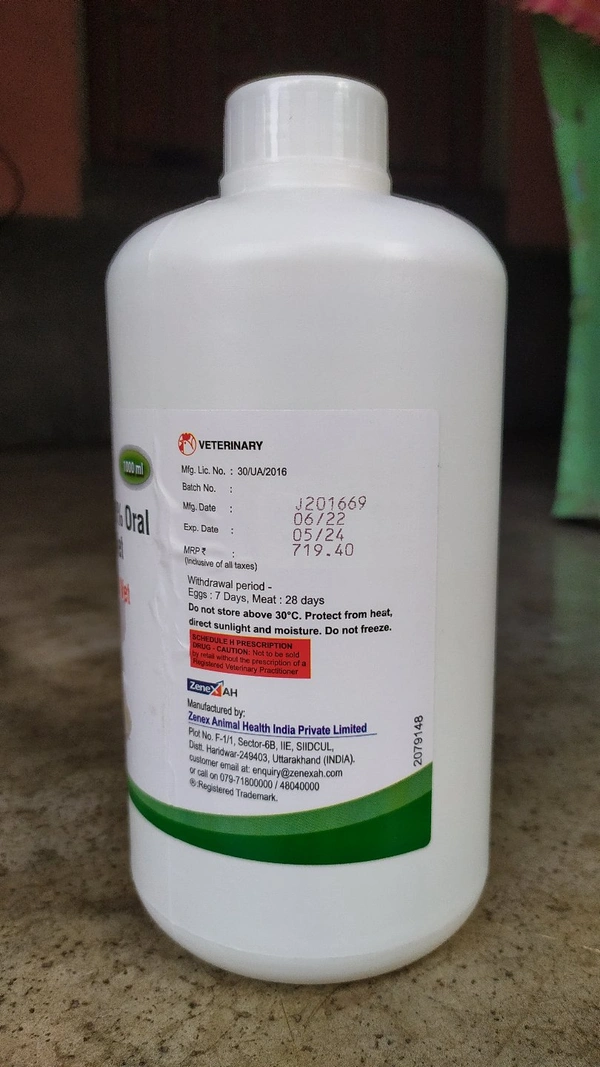 1000 ml
% Oral
VETERINARY
Mfg. Lic. No. : 30/UA/2016
Batch No. : J201669
Mfg. Date : 06/22
Exp. Date : 05/24
MRP ₹ : 719.40
(Inclusive of all taxes)
Withdrawal period -
Eggs : 7 Days, Meat : 28 days
Do not store above 30°C. Protect from heat,
direct sunlight and moisture. Do not freeze.
SCHEDULE H PRESCRIPTION
DRUG - CAUTION: Not to be sold
by retail without the prescription of a
Registered Veterinary Practitioner
Zenex AH
Manufactured by:
Zenex Animal Health India Private Limited
Plot No. F-1/1, Sector-6B, IIE, SIIDCUL,
Distt. Haridwar-249403, Uttarakhand (INDIA).
customer email at: enquiry@zenexah.com
or call on 079-71800000 / 48040000
®:Registered Trademark.
2079148